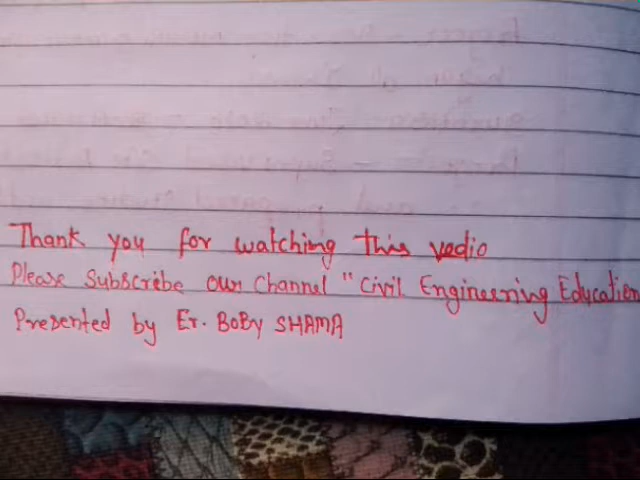 Thank you for watching this vedio
Please Subscribe our Channel " Civil Engineering Education
Presented by Er. BoBy SHAMA